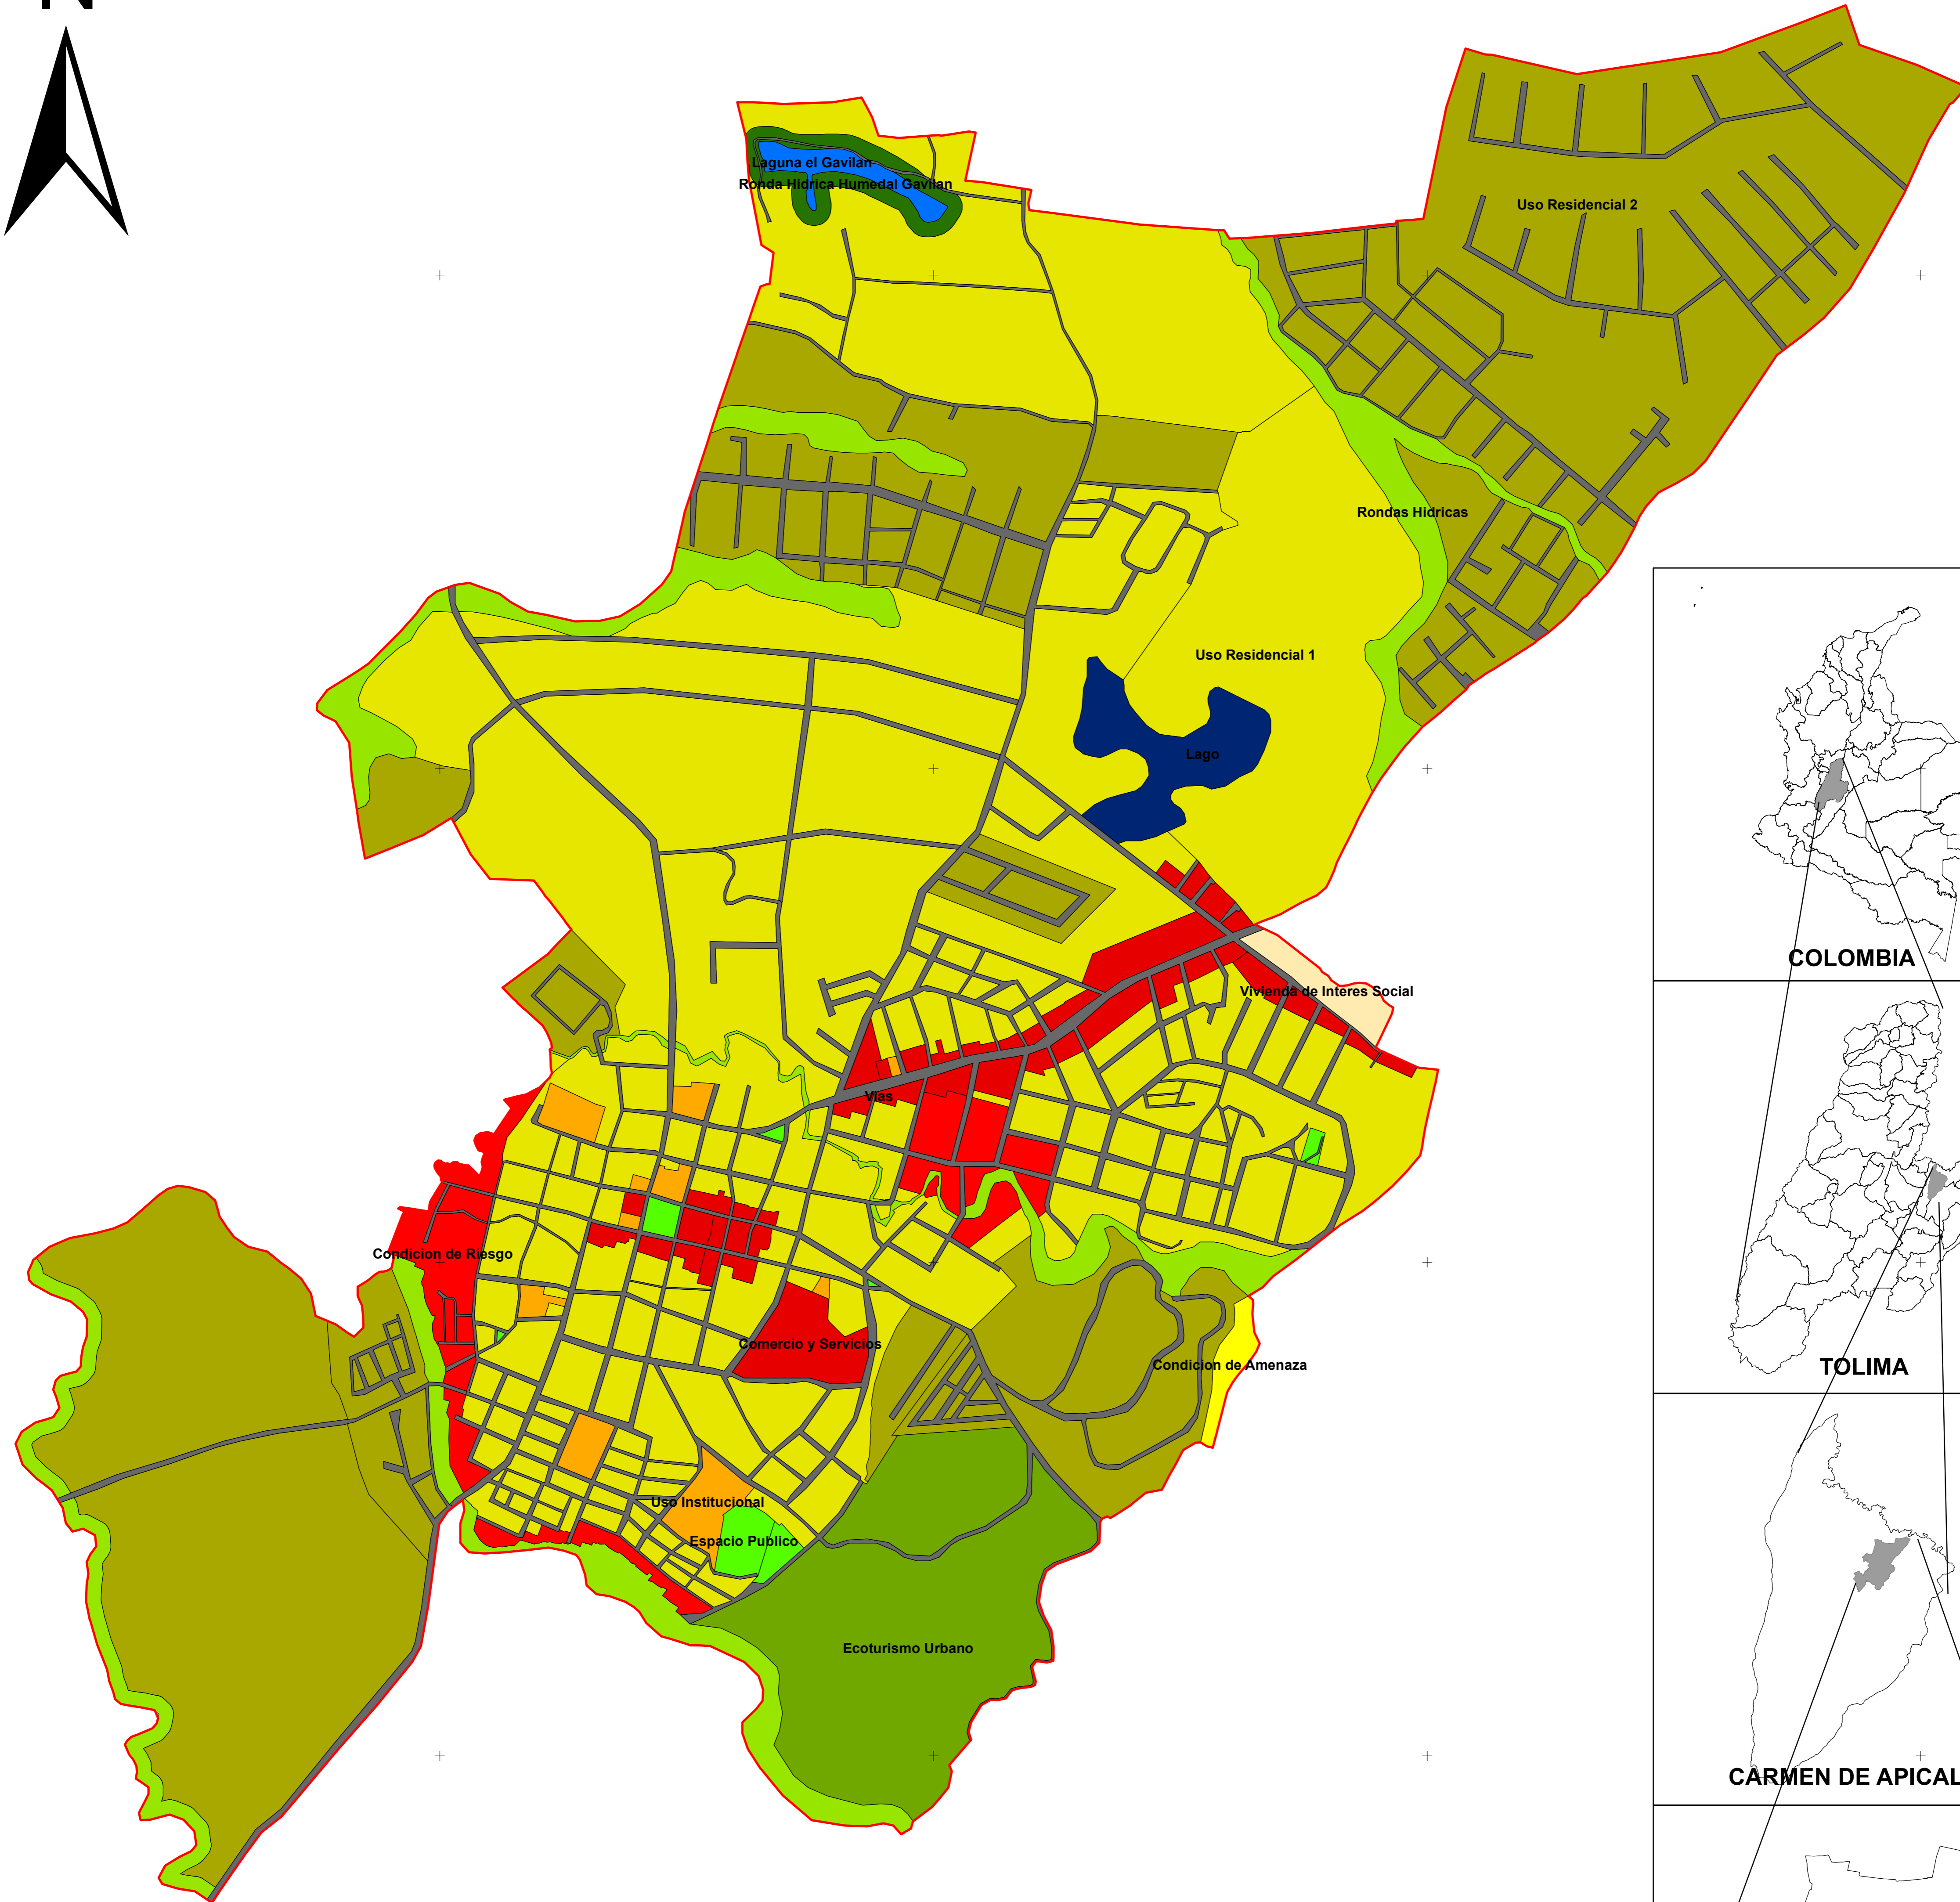 N
Laguna el Gavilan
Ronda Hidrica Humedal Gavilan
Uso Residencial 2
Rondas Hidricas
Uso Residencial 1
Lago
COLOMBIA
Vivienda de Interes Social
Vias
Condicion de Riesgo
Comercio y Servicios
Condicion de Amenaza
TOLIMA
Uso Institucional
Espacio Publico
Ecoturismo Urbano
CARMEN DE APICAL